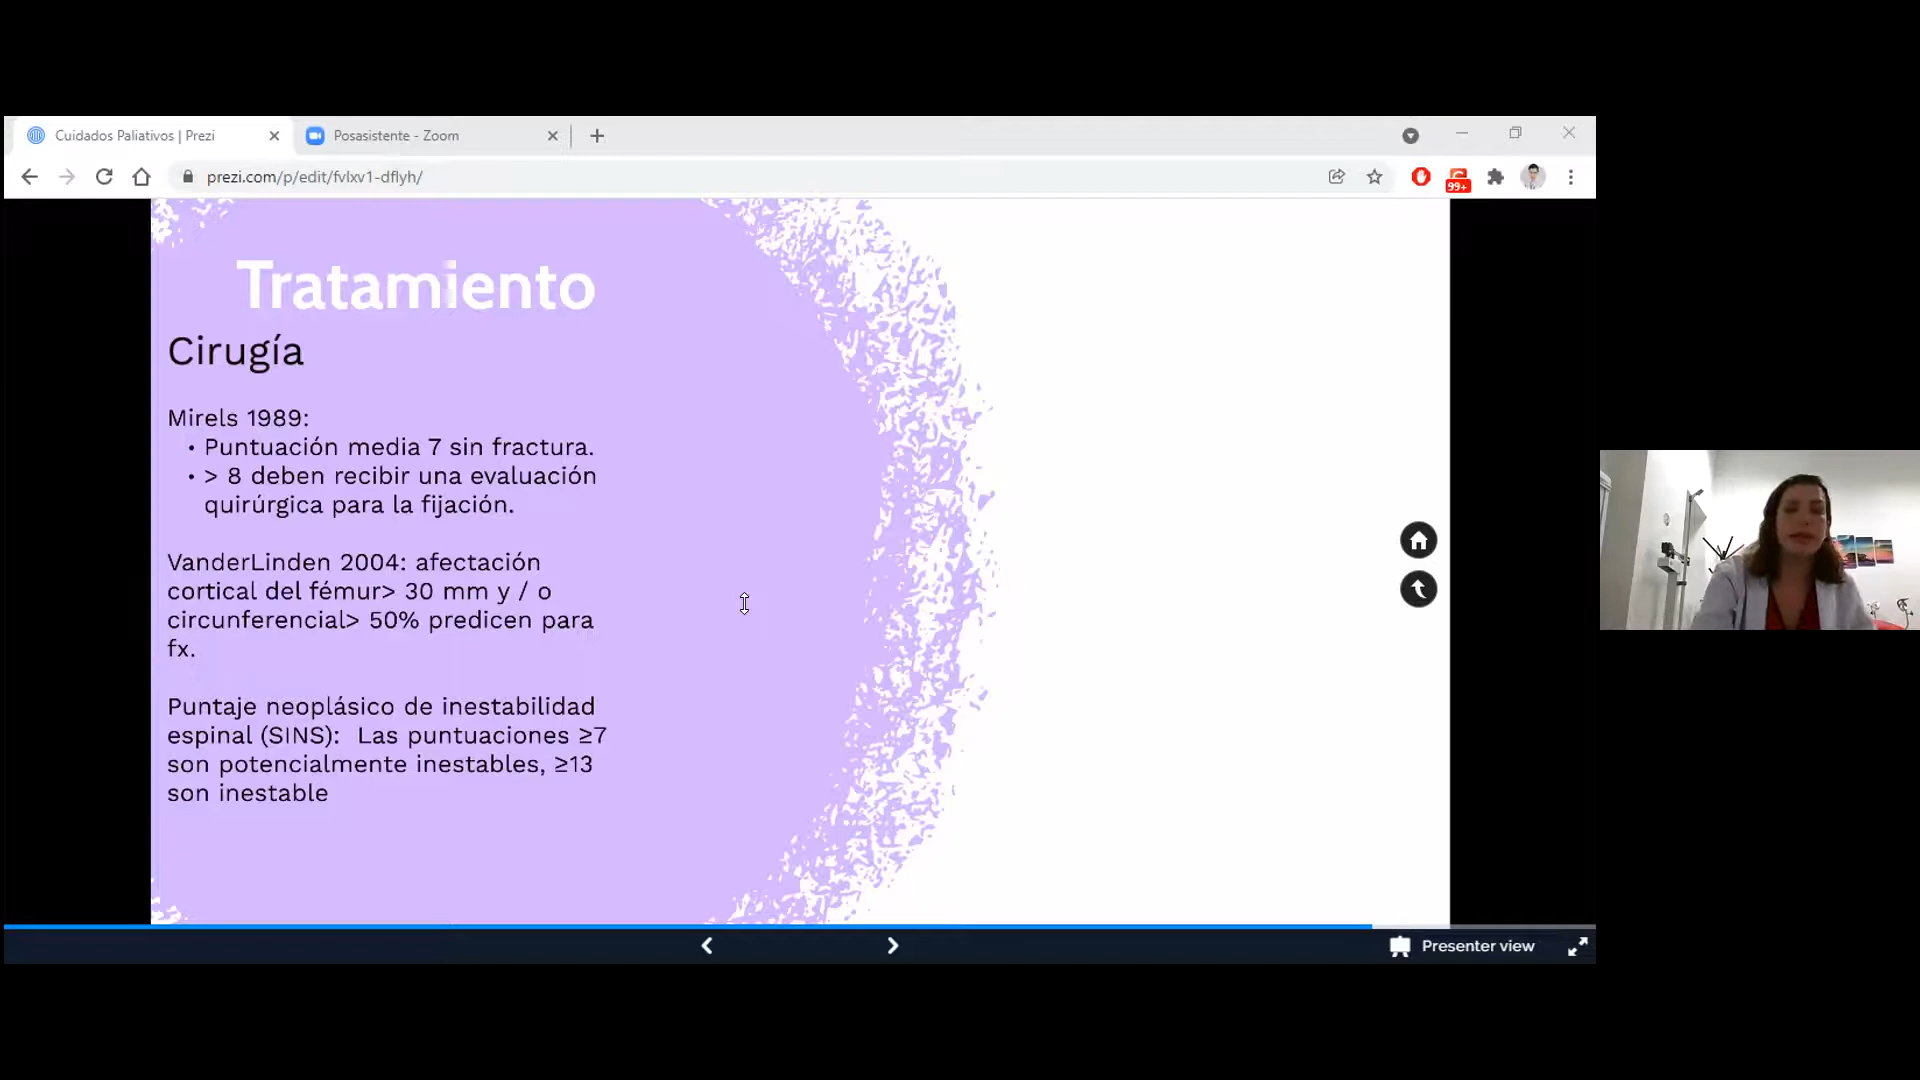 Cuidados Paliativos | Prezi
Posasistente - Zoom
prezi.com/p/edit/fvlxv1-dflyh/
99+
Tratamiento
Cirugía
Mirels 1989:
• Puntuación media 7 sin fractura.
• > 8 deben recibir una evaluación
quirúrgica para la fijación.
VanderLinden 2004: afectación
cortical del fémur> 30 mm y / o
circunferencial> 50% predicen para
fx.
Puntaje neoplásico de inestabilidad
espinal (SINS): Las puntuaciones ≥7
son potencialmente inestables, ≥13
son inestable
Presenter view